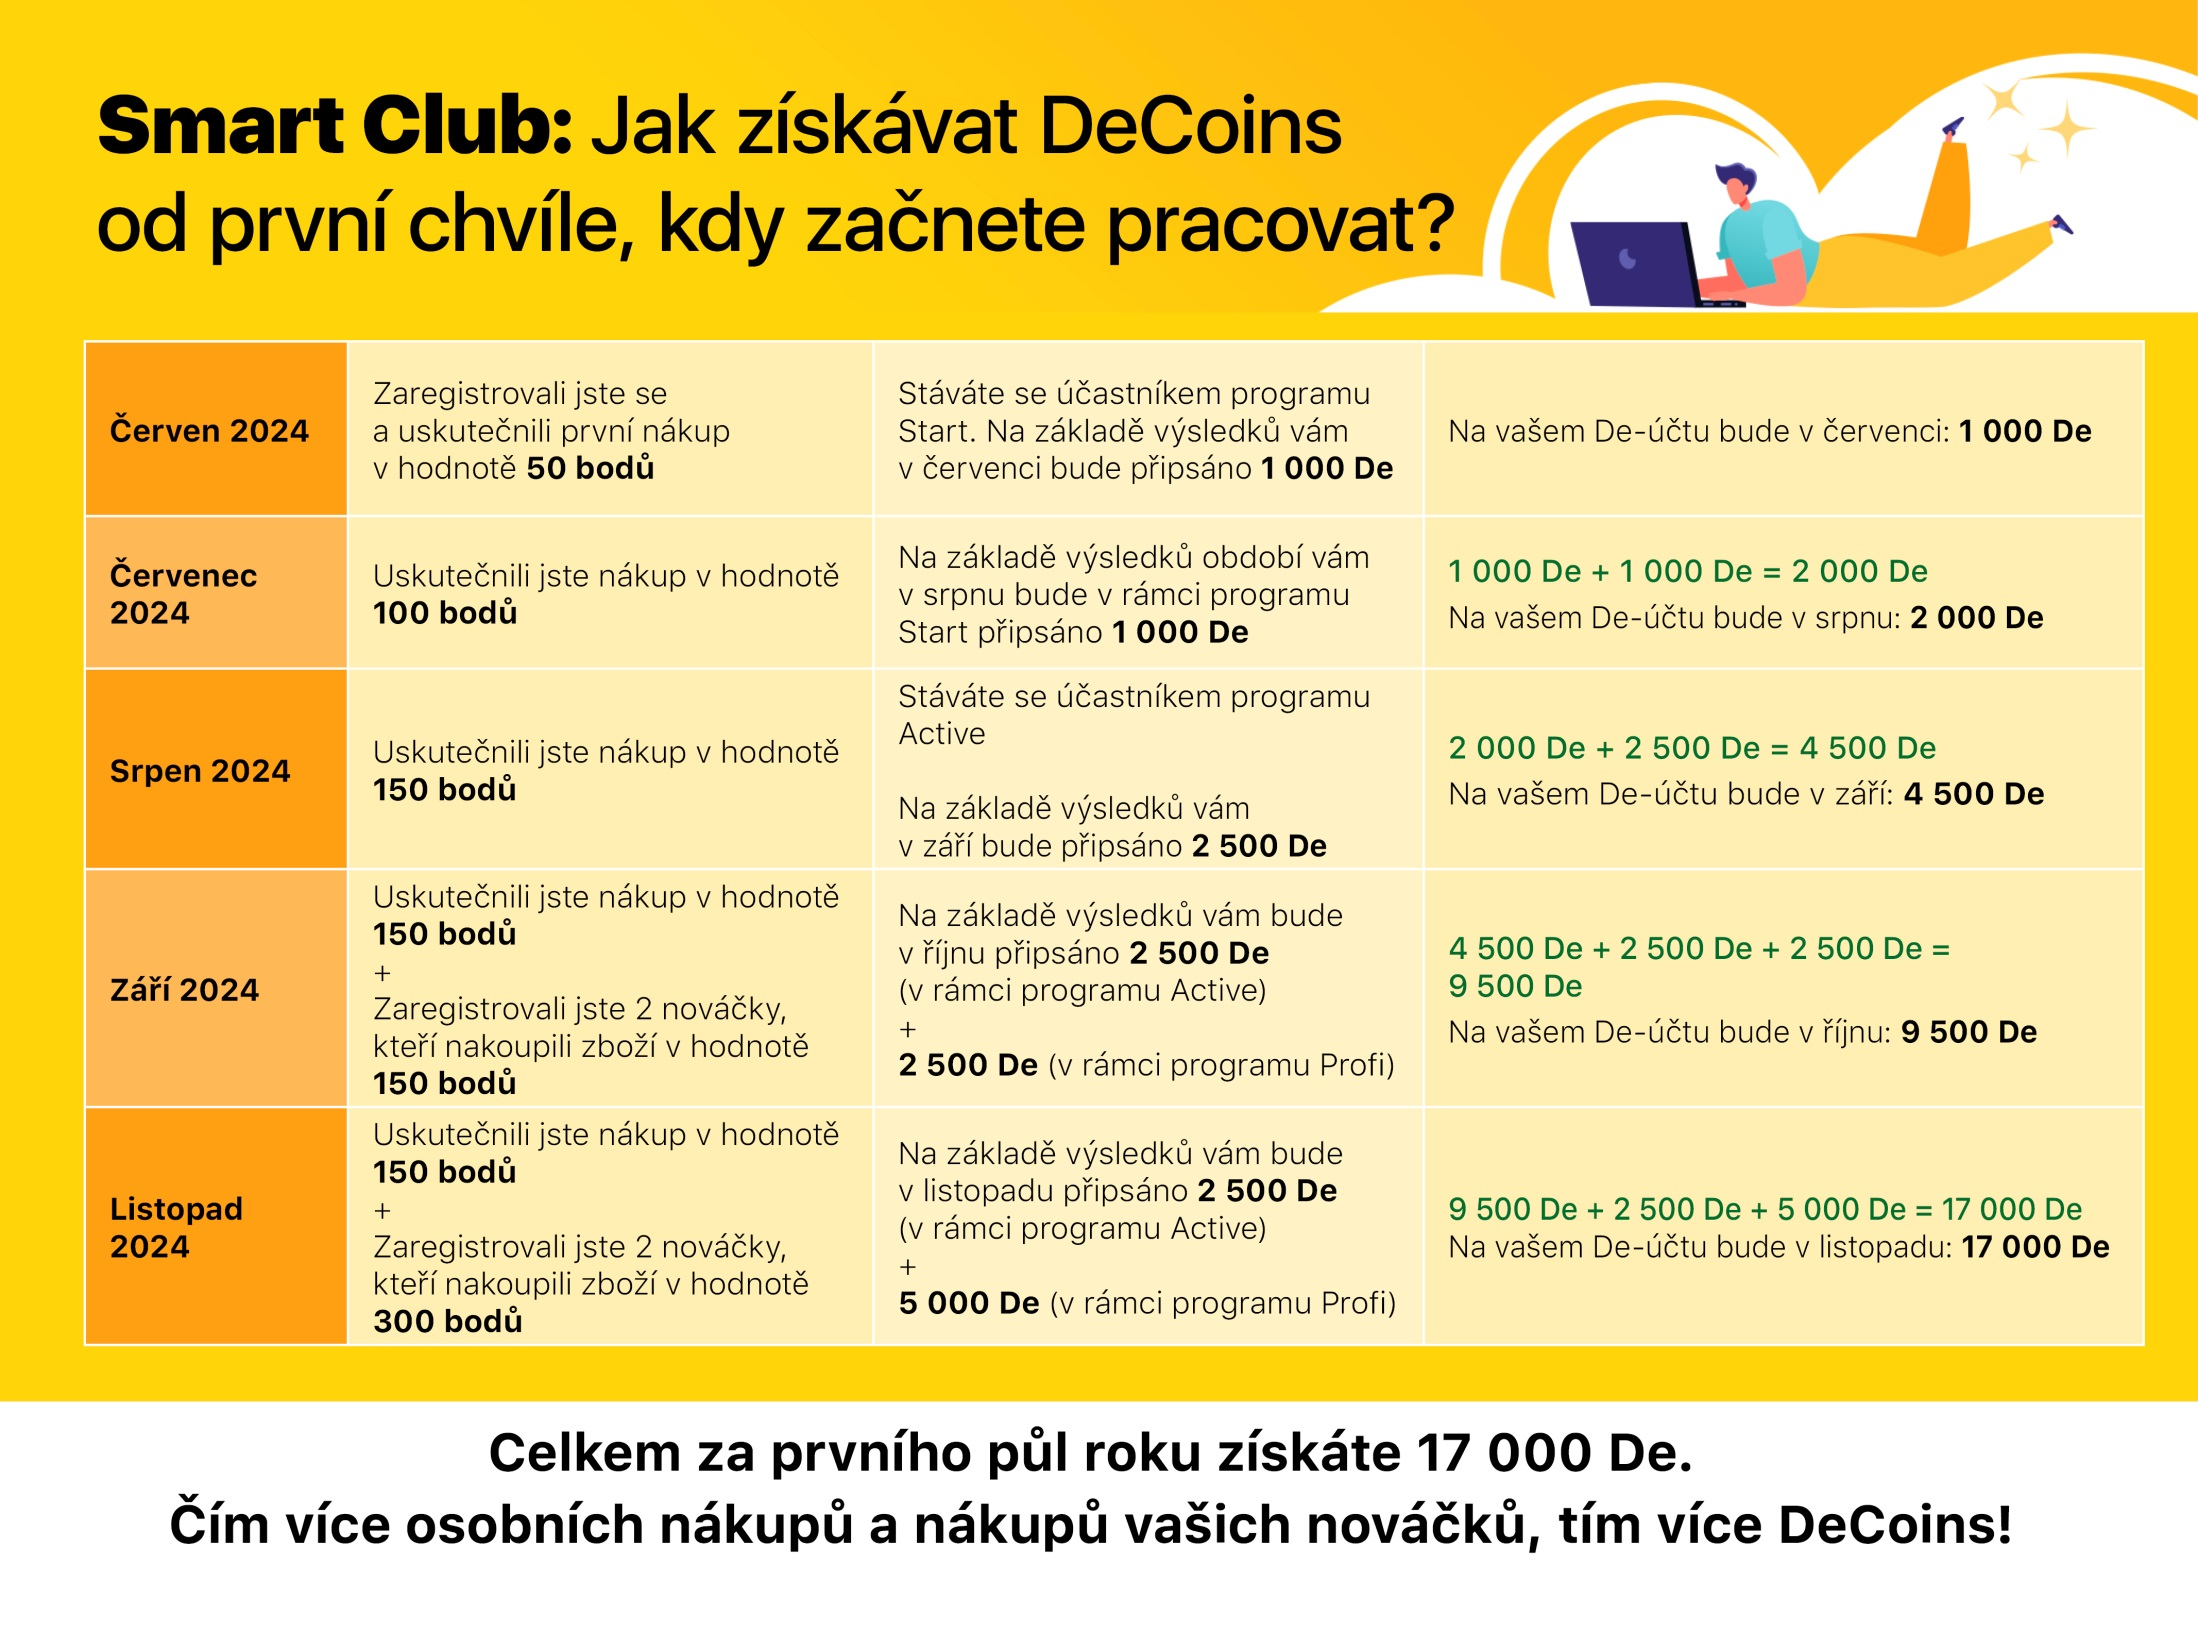 Smart Club: Jak získávat DeCoins
od první chvíle, kdy začnete pracovat?
Červen 2024
Zaregistrovali jste se
a uskutečnili první nákup
v hodnotě 50 bodů
Stáváte se účastníkem programu
Start. Na základě výsledků vám
v červenci bude připsáno 1 000 De
Na vašem De-účtu bude v červenci: 1 000 De
Červenec
2024
Uskutečnili jste nákup v hodnotě
100 bodů
Na základě výsledků období vám
v srpnu bude v rámci programu
Start připsáno 1 000 De
1 000 De + 1 000 De = 2 000 De
Na vašem De-účtu bude v srpnu: 2 000 De
Srpen 2024
Uskutečnili jste nákup v hodnotě
150 bodů
Stáváte se účastníkem programu
Active
Na základě výsledků vám
v září bude připsáno 2 500 De
2 000 De + 2 500 De = 4 500 De
Na vašem De-účtu bude v září: 4 500 De
Září 2024
Uskutečnili jste nákup v hodnotě
150 bodů
+
Zaregistrovali jste 2 nováčky,
kteří nakoupili zboží v hodnotě
150 bodů
Na základě výsledků vám bude
v říjnu připsáno 2 500 De
(v rámci programu Active)
+
2 500 De (v rámci programu Profi)
4 500 De + 2 500 De + 2 500 De =
9 500 De
Na vašem De-účtu bude v říjnu: 9 500 De
Listopad
2024
Uskutečnili jste nákup v hodnotě
150 bodů
+
Zaregistrovali jste 2 nováčky,
kteří nakoupili zboží v hodnotě
300 bodů
Na základě výsledků vám bude
v listopadu připsáno 2 500 De
(v rámci programu Active)
+
5 000 De (v rámci programu Profi)
9 500 De + 2 500 De + 5 000 De = 17 000 De
Na vašem De-účtu bude v listopadu: 17 000 De
Celkem za prvního půl roku získáte 17 000 De.
Čím více osobních nákupů a nákupů vašich nováčků, tím více DeCoins!